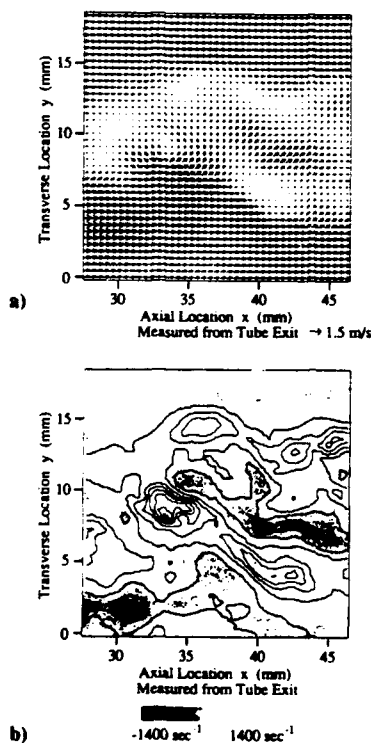 15
10
5
0
Transverse Location y (mm)
30 35 40 45
Axial Location x (mm)
a)
Measured from Tube Exit → 1.5 m/s
15
10
5
0
Transverse Location y (mm)
30 35 40 45
Axial Location x (mm)
Measured from Tube Exit
b)
-1400 sec⁻¹ 1400 sec⁻¹